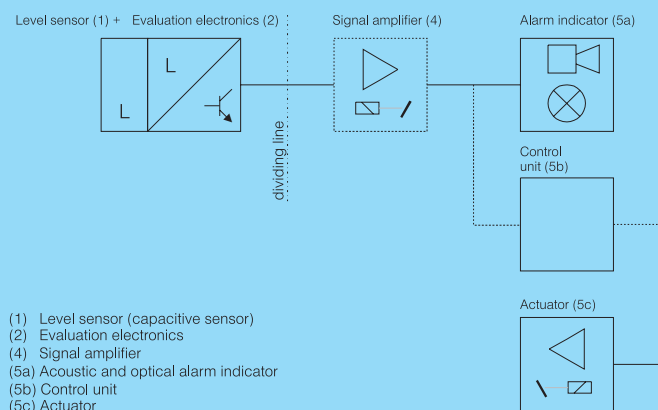 Level sensor (1) + Evaluation electronics (2)
Signal amplifier (4)
Alarm indicator (5a)
L
L
dividing line
Control
unit (5b)
Actuator (5c)
(1) Level sensor (capacitive sensor)
(2) Evaluation electronics
(4) Signal amplifier
(5a) Acoustic and optical alarm indicator
(5b) Control unit
(5c) Actuator